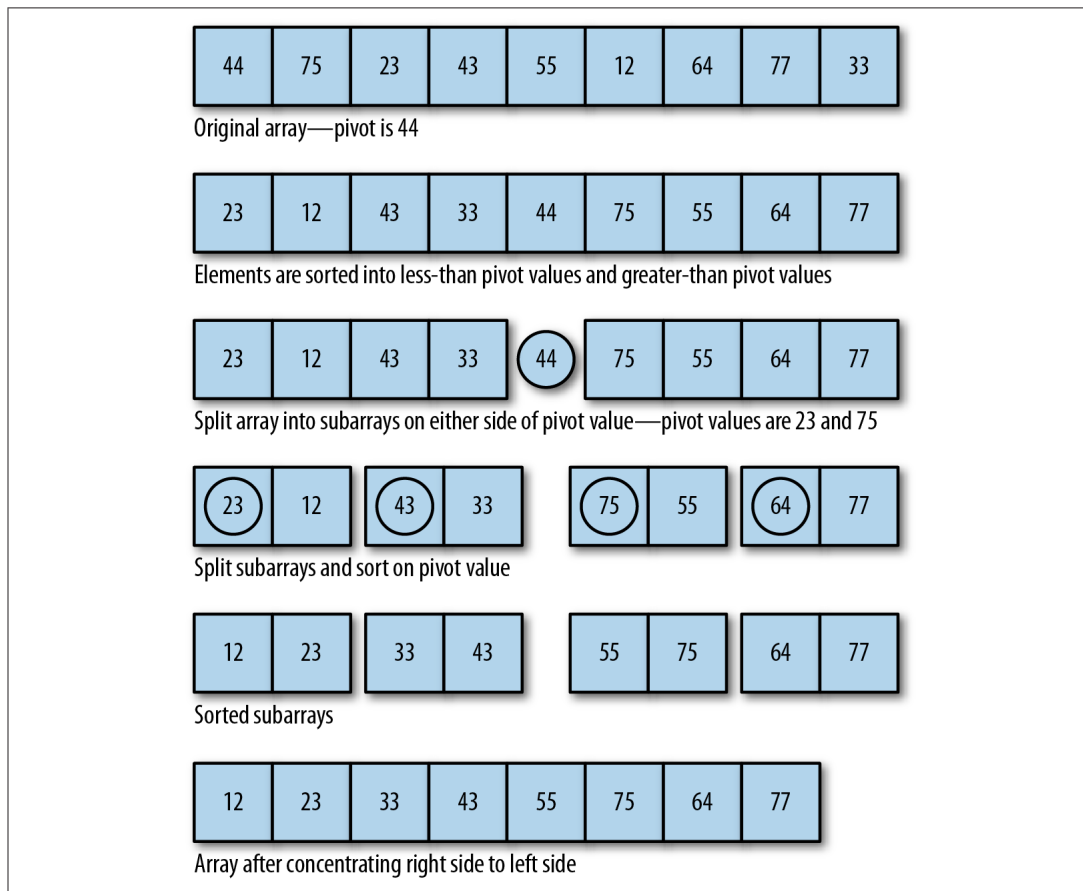 44 75 23 43 55 12 64 77 33
Original array—pivot is 44
23 12 43 33 44 75 55 64 77
Elements are sorted into less-than pivot values and greater-than pivot values
23 12 43 33 44 75 55 64 77
Split array into subarrays on either side of pivot value—pivot values are 23 and 75
23 12 43 33 75 55 64 77
Split subarrays and sort on pivot value
12 23 33 43 55 75 64 77
Sorted subarrays
12 23 33 43 55 75 64 77
Array after concentrating right side to left side